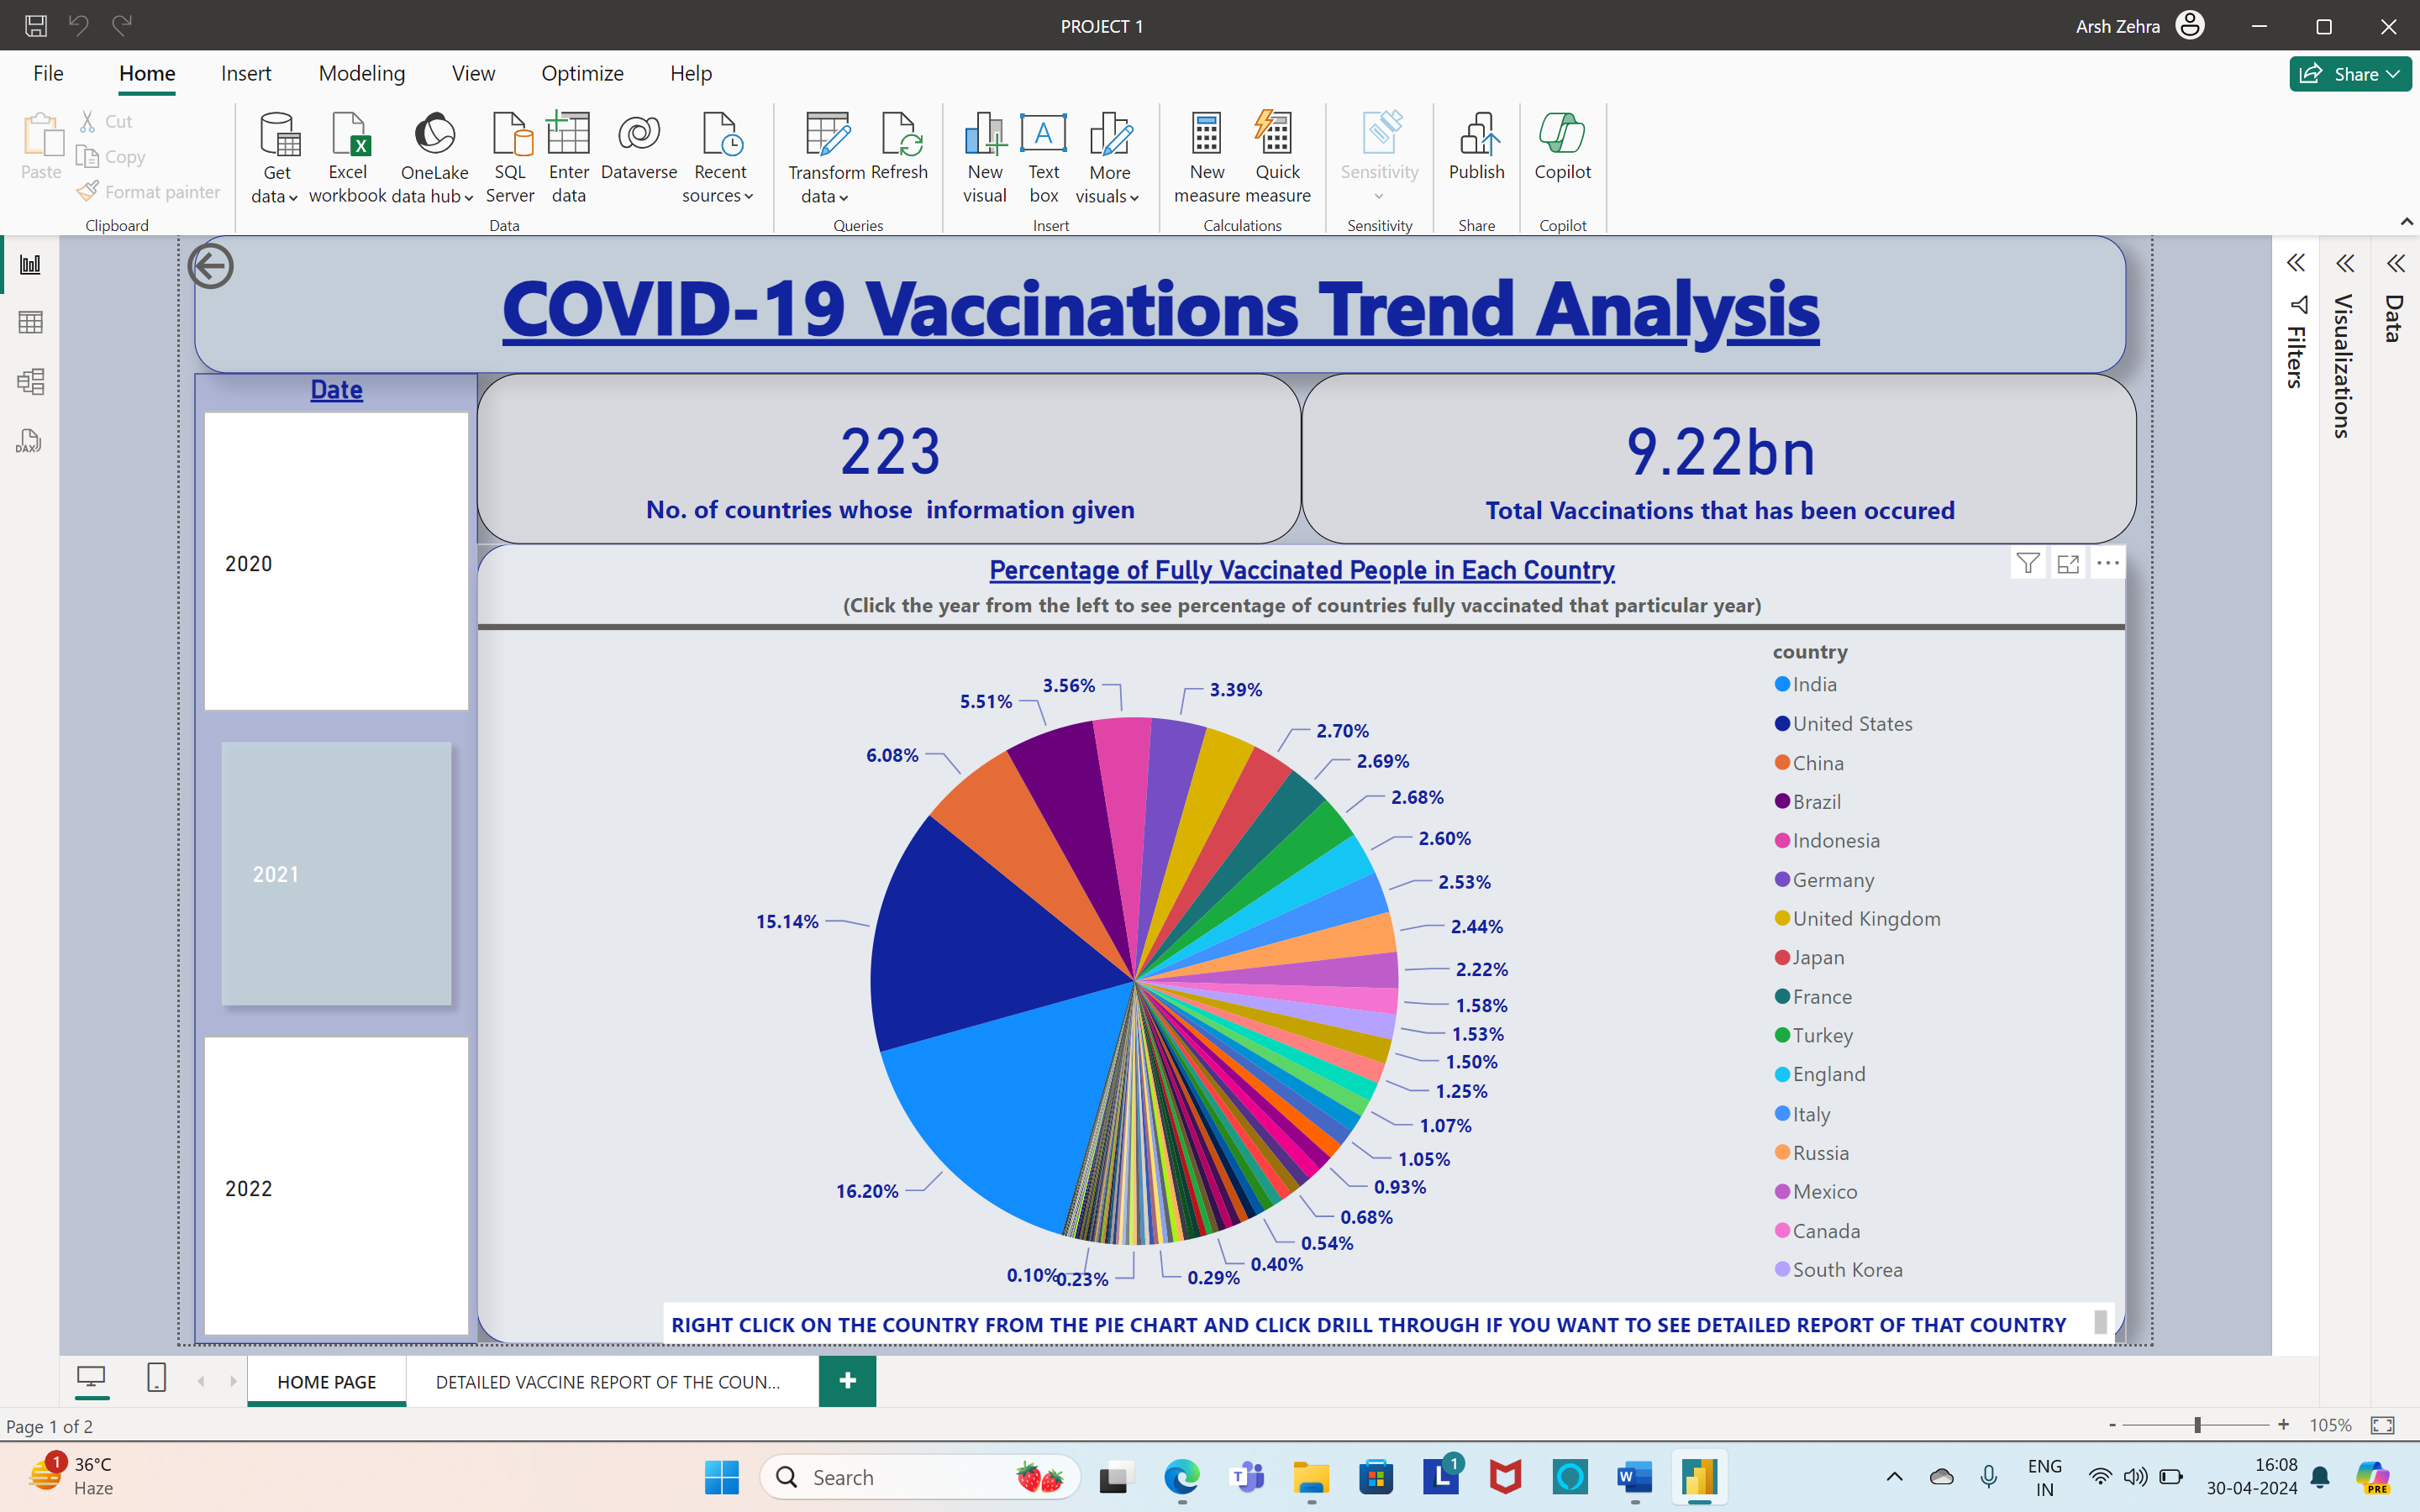 PROJECT 1
Arsh Zehra
File Home Insert Modeling View Optimize Help
Share
Paste
Cut
Copy
Format painter
Clipboard
Get data
Excel workbook
OneLake data hub
SQL Server
Enter data
Dataverse
Recent sources
Data
Transform data
Refresh
Queries
New visual
Text box
More visuals
Insert
New measure
Quick measure
Calculations
Sensitivity
Sensitivity
Publish
Share
Copilot
Copilot
DAX
COVID-19 Vaccinations Trend Analysis
Date
2020
2021
2022
223
No. of countries whose  information given
9.22bn
Total Vaccinations that has been occured
Percentage of Fully Vaccinated People in Each Country
(Click the year from the left to see percentage of countries fully vaccinated that particular year)
3.56%
3.39%
5.51%
2.70%
6.08%
2.69%
2.68%
2.60%
2.53%
15.14%
2.44%
2.22%
1.58%
1.53%
1.50%
1.25%
1.07%
1.05%
16.20%
0.93%
0.68%
0.54%
0.40%
0.10%
0.23%
0.29%
country
India
United States
China
Brazil
Indonesia
Germany
United Kingdom
Japan
France
Turkey
England
Italy
Russia
Mexico
Canada
South Korea
RIGHT CLICK ON THE COUNTRY FROM THE PIE CHART AND CLICK DRILL THROUGH IF YOU WANT TO SEE DETAILED REPORT OF THAT COUNTRY
Filters
Visualizations
Data
HOME PAGE
DETAILED VACCINE REPORT OF THE COUN...
+
Page 1 of 2
- + 105%
1
36°C
Haze
Search
T
L
1
W
ENG
IN
16:08
30-04-2024
PRE